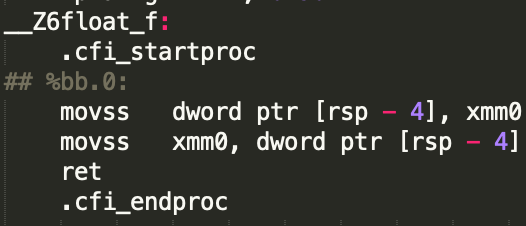 __Z6float_f:
.cfi_startproc
## %bb.0:
movss dword ptr [rsp - 4], xmm0
movss xmm0, dword ptr [rsp - 4]
ret
.cfi_endproc